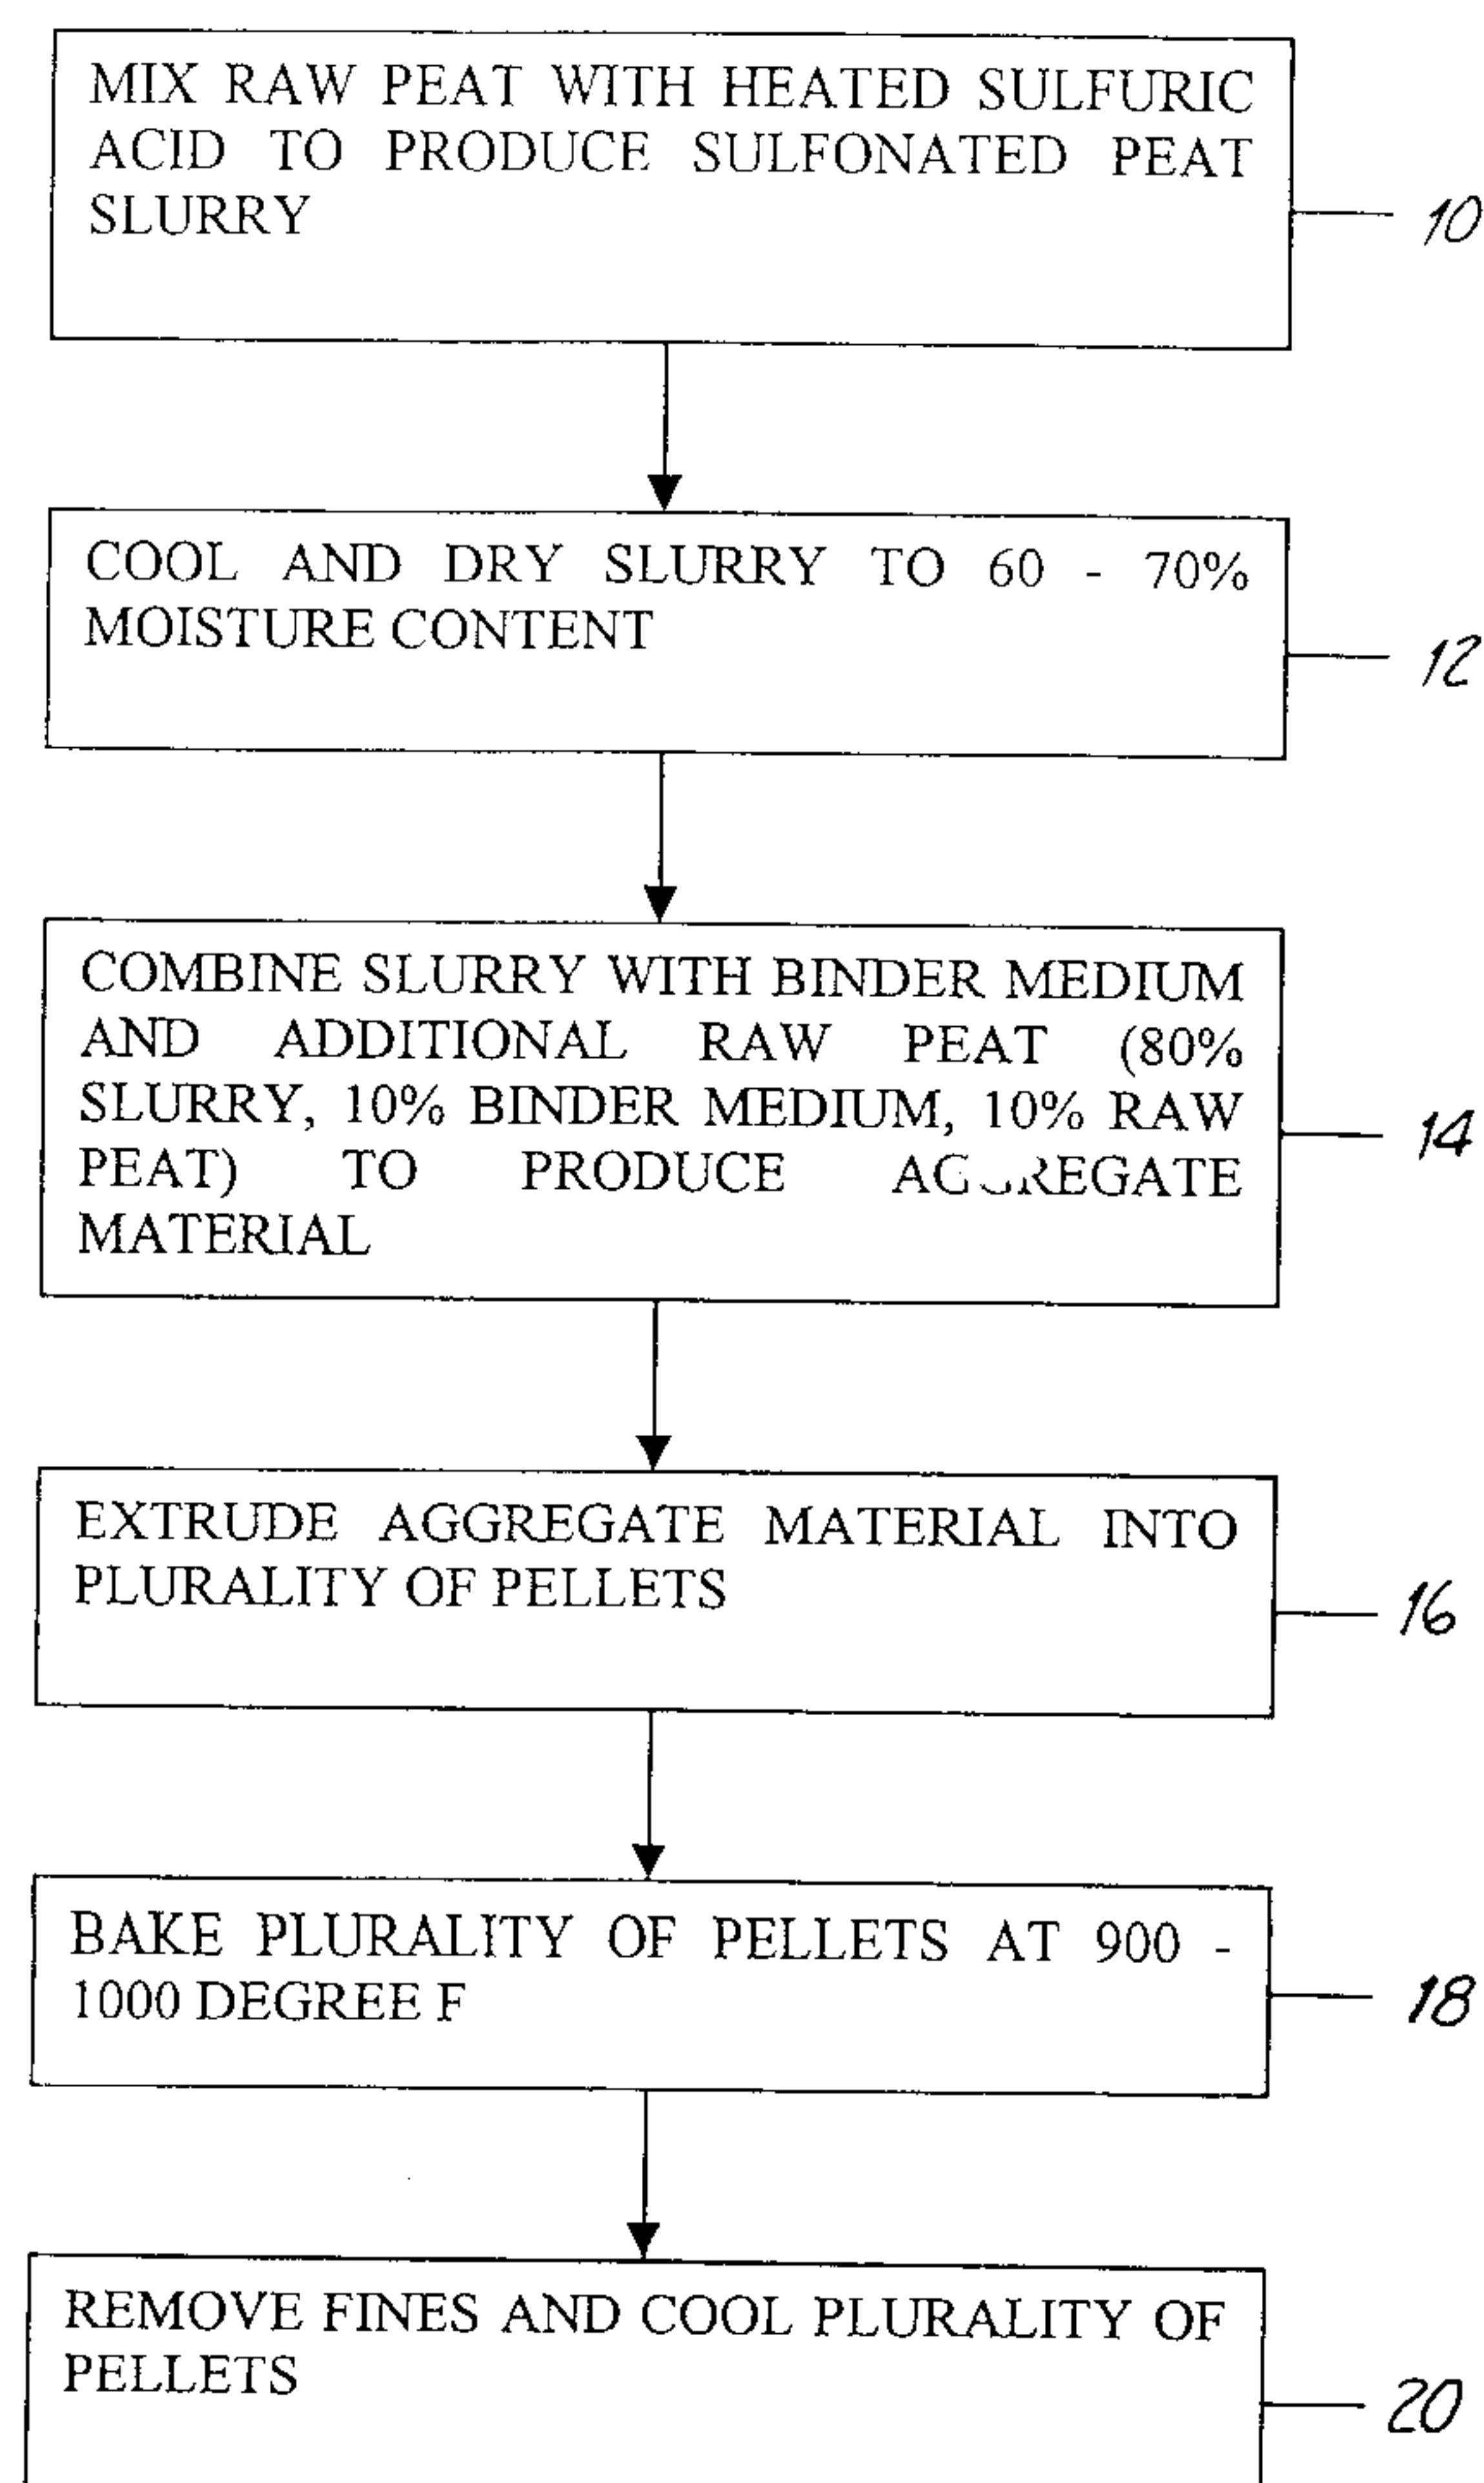 MIX RAW PEAT WITH HEATED SULFURIC
ACID TO PRODUCE SULFONATED PEAT
SLURRY
10
COOL AND DRY SLURRY TO 60 - 70%
MOISTURE CONTENT
12
COMBINE SLURRY WITH BINDER MEDIUM
AND ADDITIONAL RAW PEAT (80%
SLURRY, 10% BINDER MEDIUM, 10% RAW
PEAT) TO PRODUCE AGGREGATE
MATERIAL
14
EXTRUDE AGGREGATE MATERIAL INTO
PLURALITY OF PELLETS
16
BAKE PLURALITY OF PELLETS AT 900 -
1000 DEGREE F
18
REMOVE FINES AND COOL PLURALITY OF
PELLETS
20